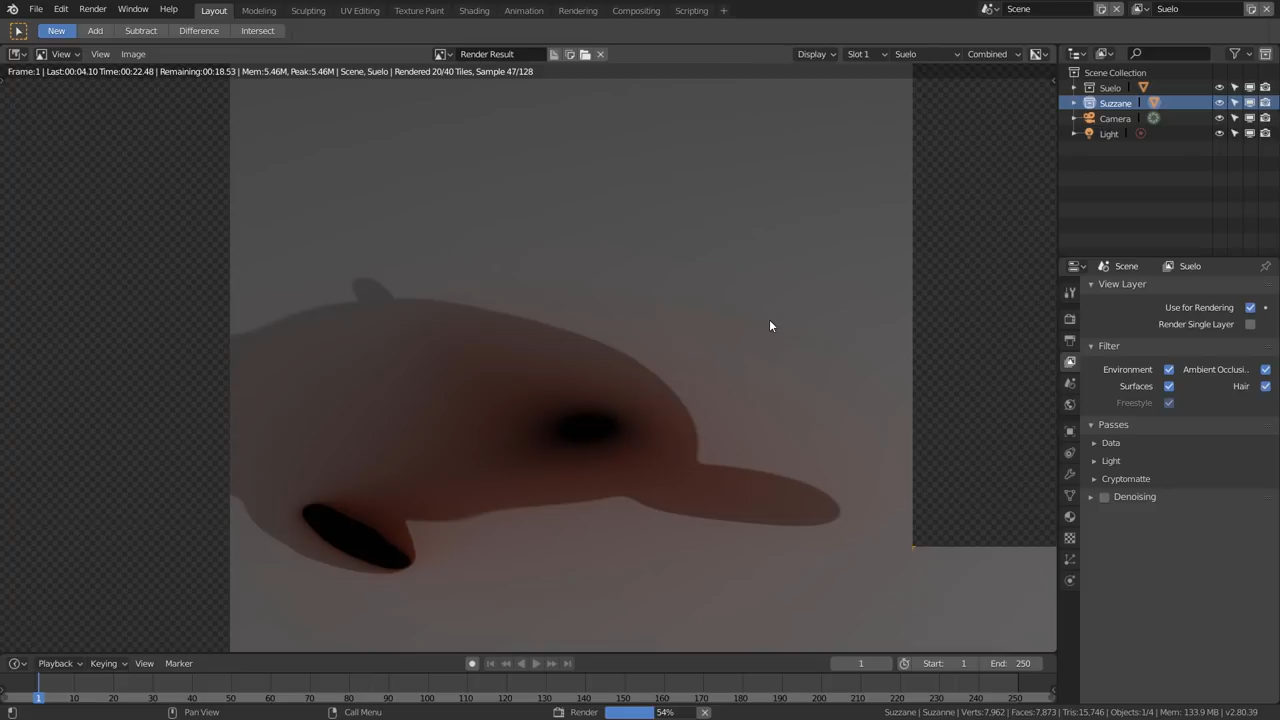 File Edit Render Window Help Layout Modeling Sculpting UV Editing Texture Paint Shading Animation Rendering Compositing Scripting + Scene Suelo
New Add Subtract Difference Intersect
View View Image Render Result Display Slot 1 Suelo Combined
Frame:1 | Last:00:04.10 Time:00:22.48 | Remaining:00:18.53 | Mem:5.46M, Peak:5.46M | Scene, Suelo | Rendered 20/40 Tiles, Sample 47/128
Scene Collection
Suelo
Suzzane
Camera
Light
Scene Suelo
View Layer
Use for Rendering
Render Single Layer
Filter
Environment Ambient Occlusi..
Surfaces Hair
Freestyle
Passes
Data
Light
Cryptomatte
Denoising
Playback Keying View Marker 1 Start: 1 End: 250
1 10 20 30 40 50 60 70 80 90 100 110 120 130 140 150 160 170 180 190 200 210 220 230 240 250
Pan View Call Menu Render 54% Suzzane | Suzanne | Verts:7,962 | Faces:7,873 | Tris:15,746 | Objects:1/4 | Mem: 133.9 MB | v2.80.39